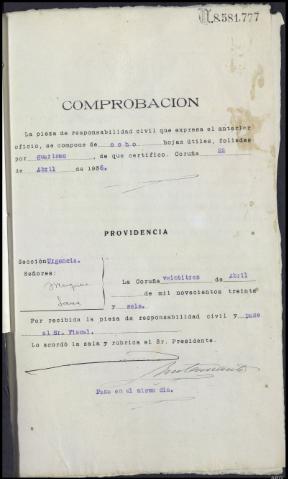 N.8.581.777
COMPROBACION
La pieza de responsabilidad civil que expresa el anterior
oficio, se compone de ocho hojas útiles, foliadas
por guarismo, de que certifico. Coruña 22
de Abril de 1936.
PROVIDENCIA
Sección Urgencia.
Señores:
La Coruña veintitres de Abril
de mil novecientos treinta
y seis.
Por recibida la pieza de responsabilidad civil y pase
al Sr. Fiscal.
Lo acordó la sala y rubrica el Sr. Presidente.
Pasa en el mismo dia.